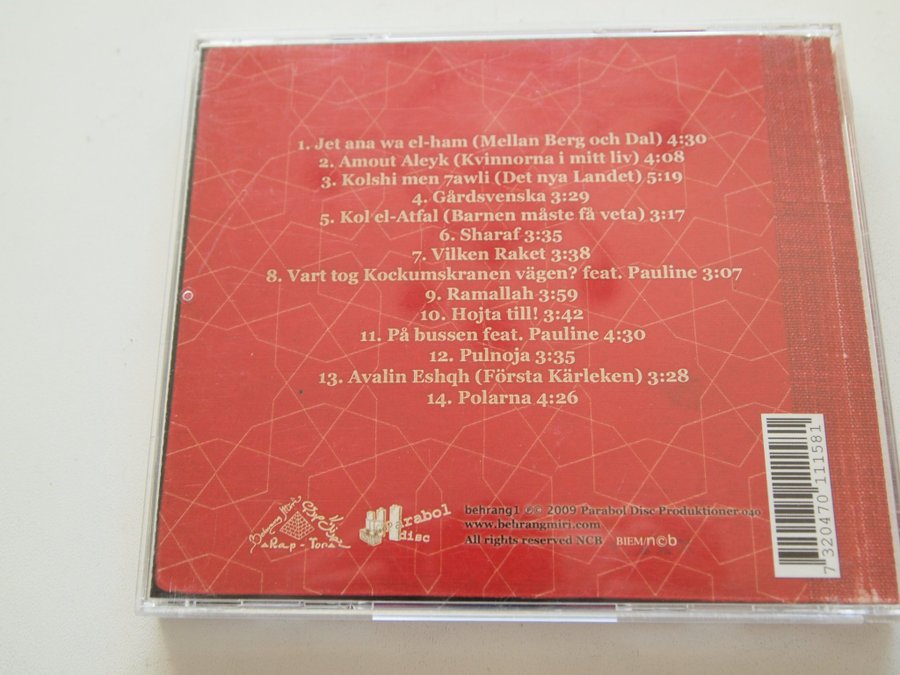 1. Jet ana wa el-ham (Mellan Berg och Dal) 4:30
2. Amout Aleyk (Kvinnorna i mitt liv) 4:08
3. Kolshi men 7awli (Det nya Landet) 5:19
4. Gårdsvenska 3:29
5. Kol el-Atfal (Barnen måste få veta) 3:17
6. Sharaf 3:35
7. Vilken Raket 3:38
8. Vart tog Kockumskranen vägen? feat. Pauline 3:07
9. Ramallah 3:59
10. Hojta till! 3:42
11. På bussen feat. Pauline 4:30
12. Pulnoja 3:35
13. Avalin Eshqh (Första Kärleken) 3:28
14. Polarna 4:26
Parabol
disc
behrang1 ©© 2009 Parabol Disc Produktioner 040
www.behrangmiri.com
All rights reserved NCB BIEM/n©b
7 320470 111581